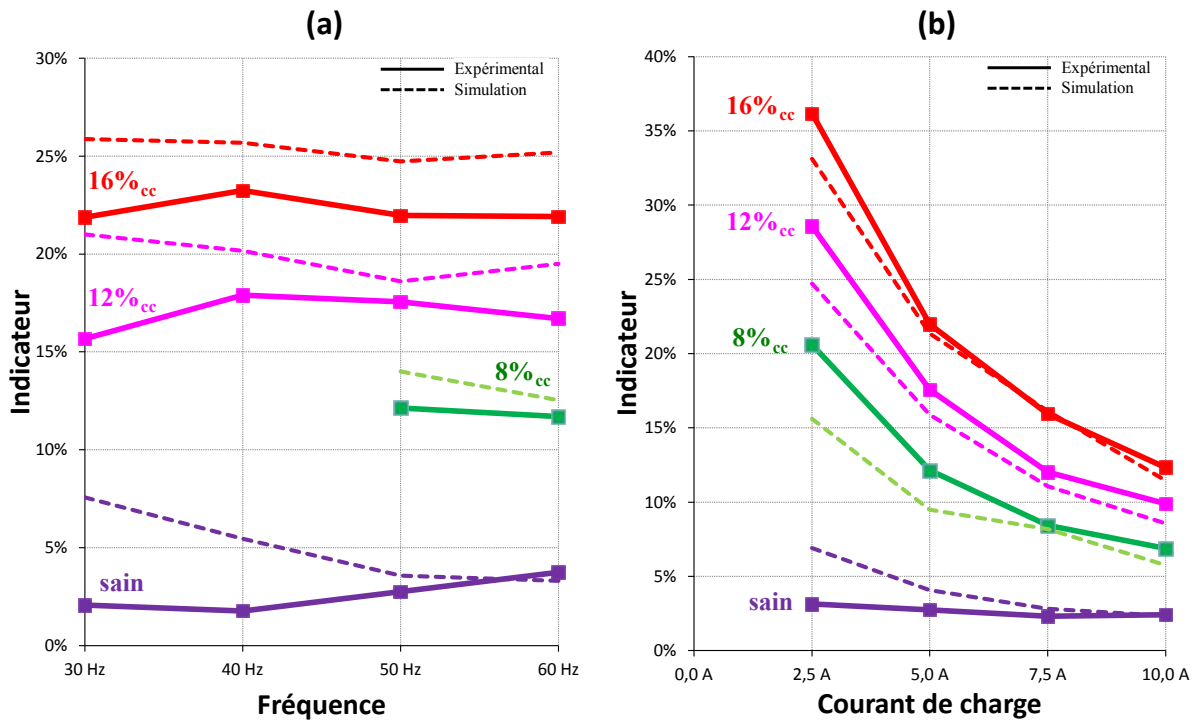 (a)
30%
25%
20%
15%
10%
5%
0%
Indicateur
Expérimental
Simulation
16%cc
12%cc
8%cc
sain
30 Hz
40 Hz
50 Hz
60 Hz
Fréquence
(b)
40%
35%
30%
25%
20%
15%
10%
5%
0%
Indicateur
Expérimental
Simulation
16%cc
12%cc
8%cc
sain
0,0 A
2,5 A
5,0 A
7,5 A
10,0 A
Courant de charge